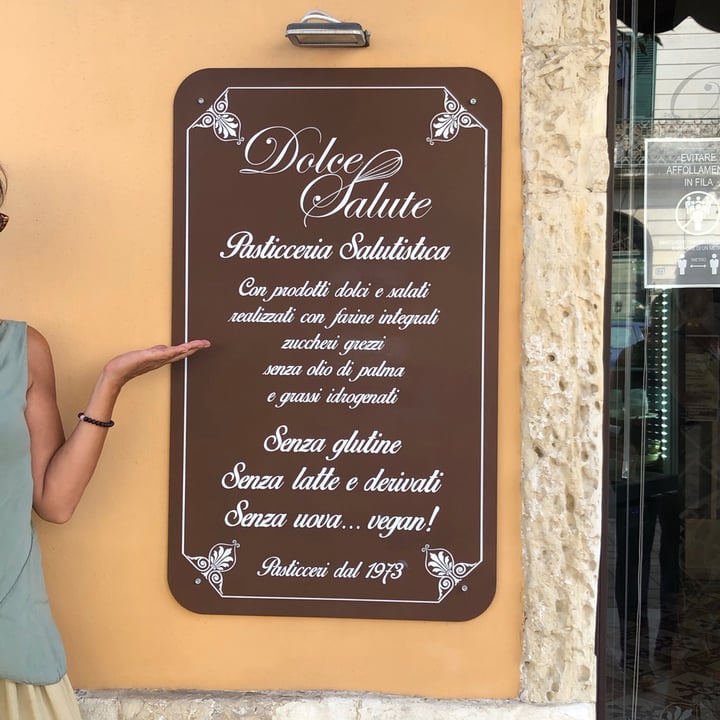 Dolce
Salute
Pasticceria Salutistica
Con prodotti dolci e salati
realizzati con farine integrali
zuccheri grezzi
senza olio di palma
e grassi idrogenati
Senza glutine
Senza latte e derivati
Senza uova... vegan!
Pasticceri dal 1973
EVITARE
AFFOLLAMEN
IN FILA
METRO